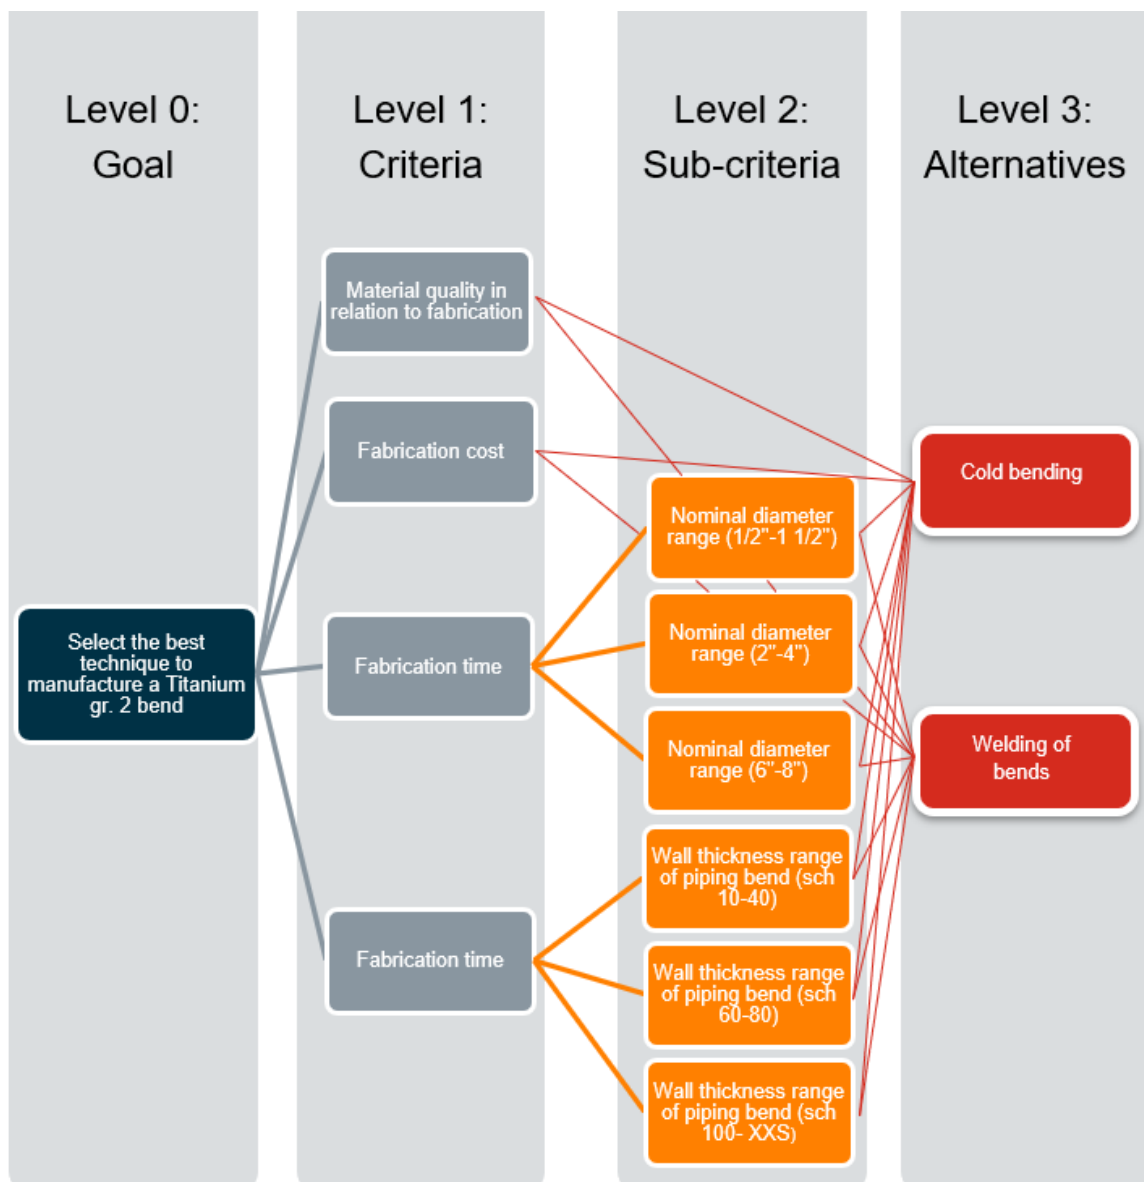 Level 0:
Goal
Level 1:
Criteria
Level 2:
Sub-criteria
Level 3:
Alternatives
Select the best
technique to
manufacture a Titanium
gr. 2 bend
Material quality in
relation to fabrication
Fabrication cost
Fabrication time
Fabrication time
Nominal diameter
range (1/2"-1 1/2")
Nominal diameter
range (2"-4")
Nominal diameter
range (6"-8")
Wall thickness range
of piping bend (sch
10-40)
Wall thickness range
of piping bend (sch
60-80)
Wall thickness range
of piping bend (sch
100- XXS)
Cold bending
Welding of
bends